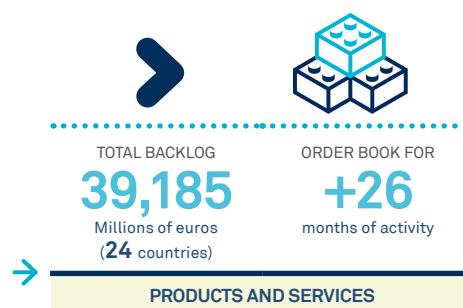 TOTAL BACKLOG
39,185
Millions of euros
(24 countries)
ORDER BOOK FOR
+26
months of activity
PRODUCTS AND SERVICES